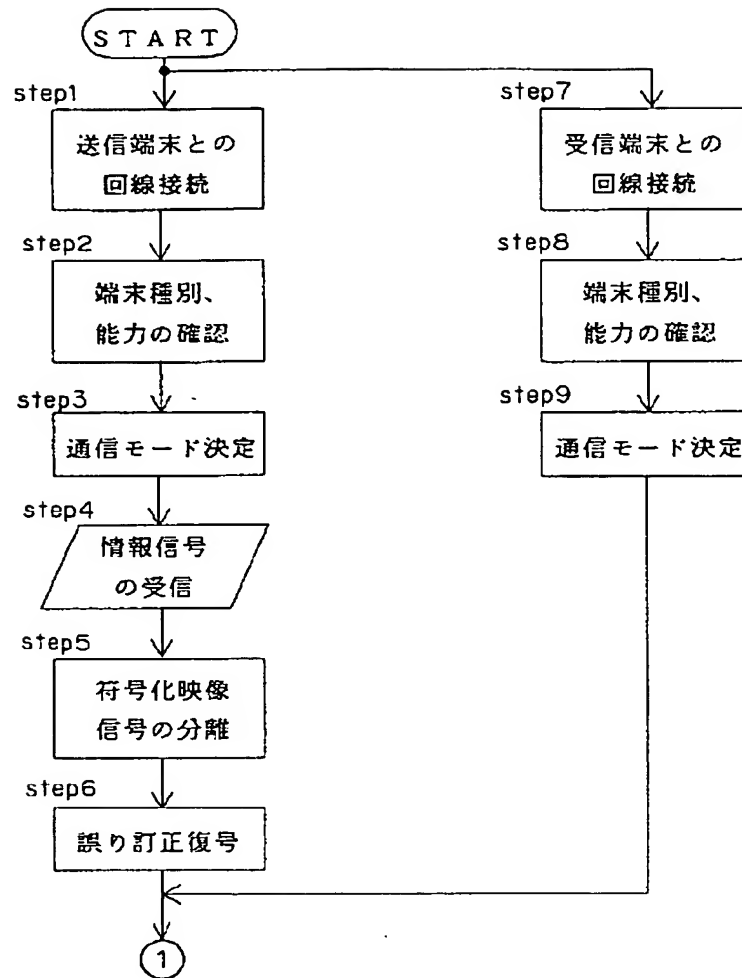 START
step1
送信端末との
回線接続
step2
端末種別、
能力の確認
step3
通信モード決定
step4
情報信号
の受信
step5
符号化映像
信号の分離
step6
誤り訂正復号
step7
受信端末との
回線接続
step8
端末種別、
能力の確認
step9
通信モード決定
1